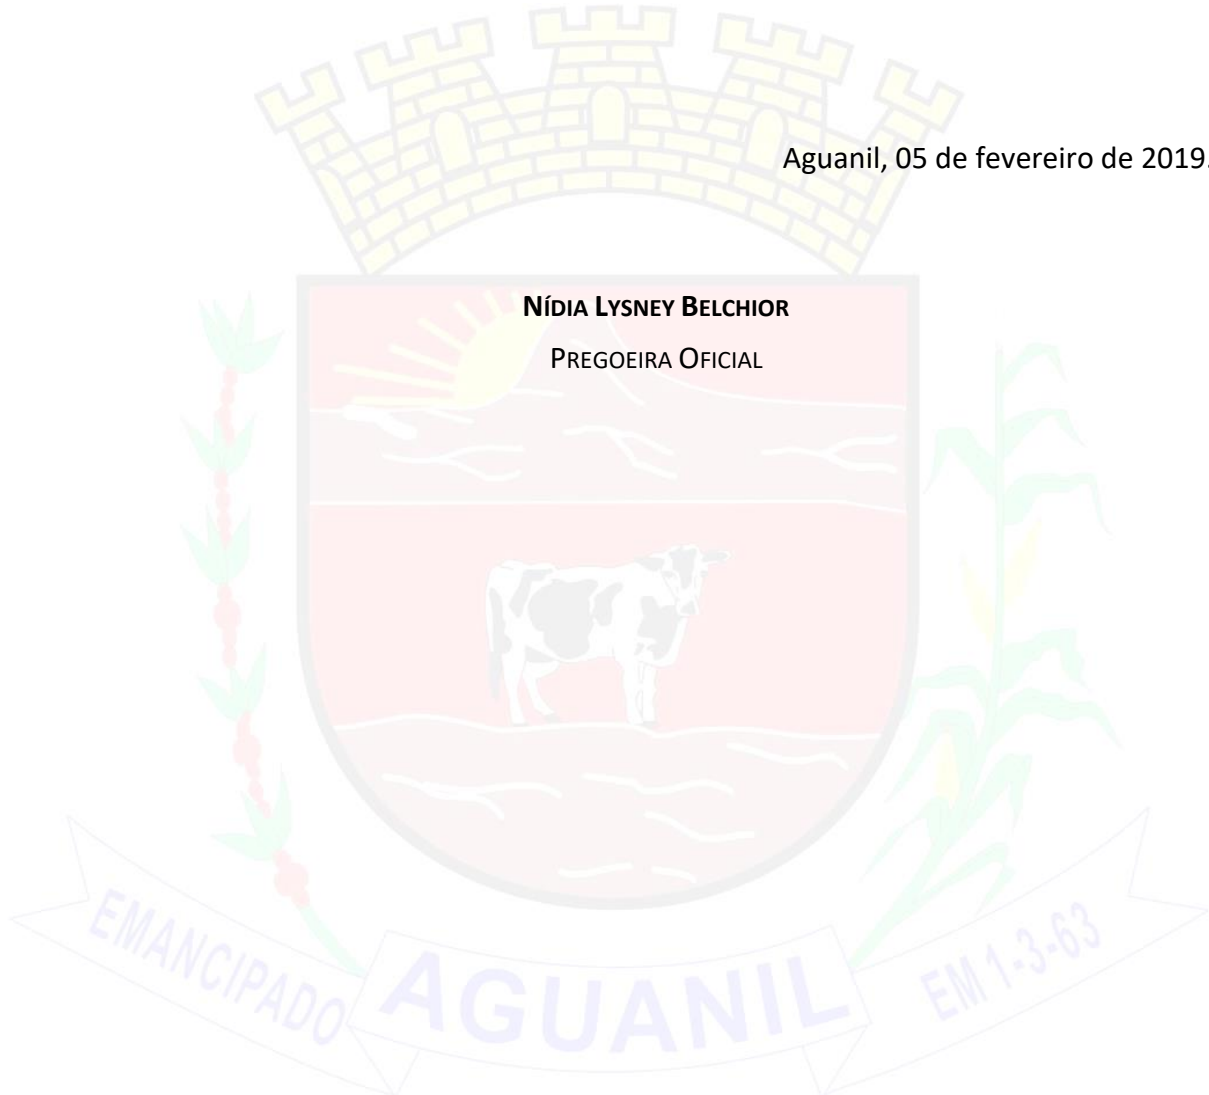 Aguanil, 05 de fevereiro de 2019.
NÍDIA LYSNEY BELCHIOR
PREGOEIRA OFICIAL
EMANCIPADO AGUANIL EM 1-3-63